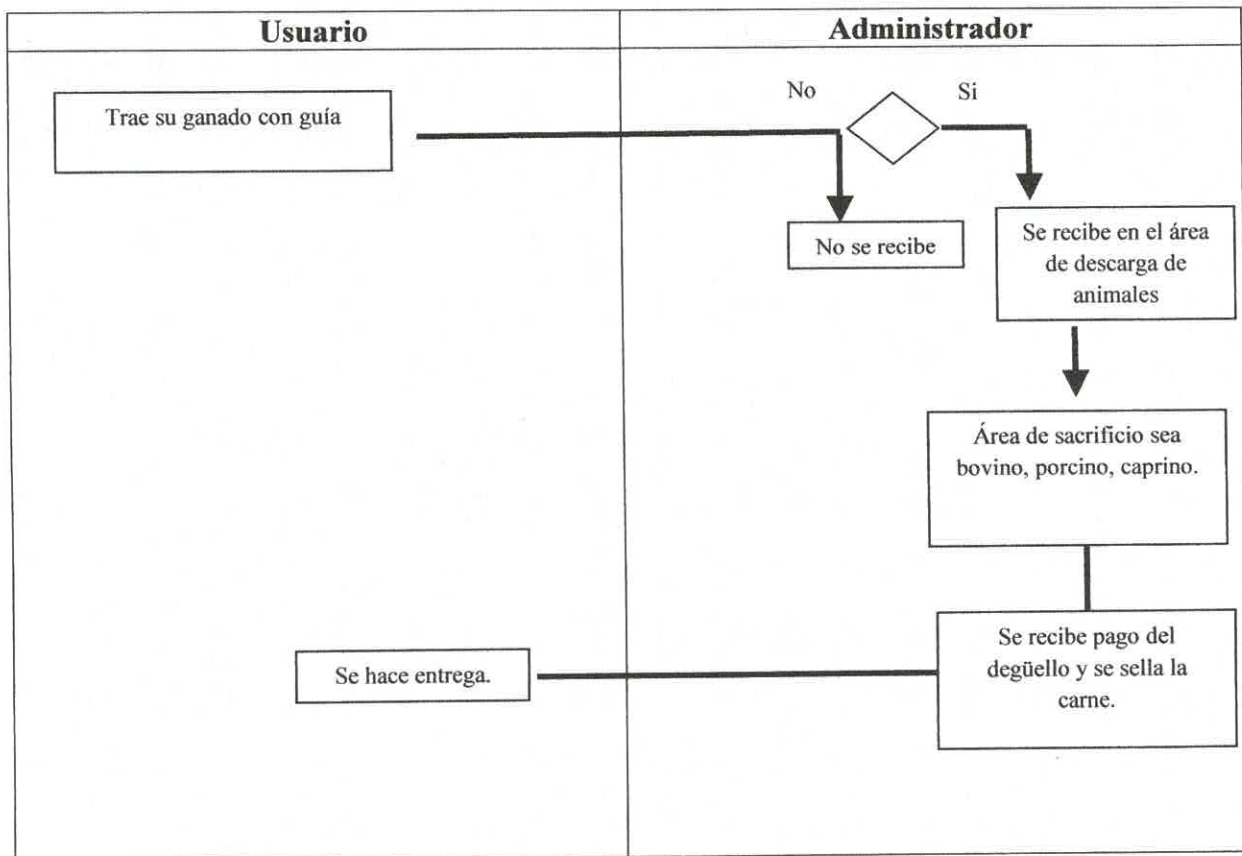 Usuario
Administrador
Trae su ganado con guía
No
Si
No se recibe
Se recibe en el área
de descarga de
animales
Área de sacrificio sea
bovino, porcino, caprino.
Se recibe pago del
degüello y se sella la
carne.
Se hace entrega.